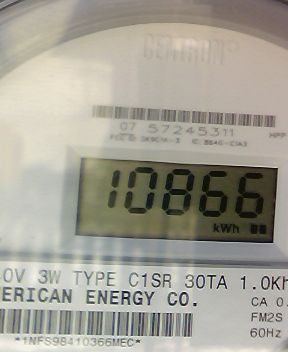 CENTRON®
07 57245311
10866
kWh
0V 3W TYPE C1SR 30TA 1.0Kh
ERICAN ENERGY CO.
CA 0.
FM2S
60Hz
*1NFS98410366MEC*